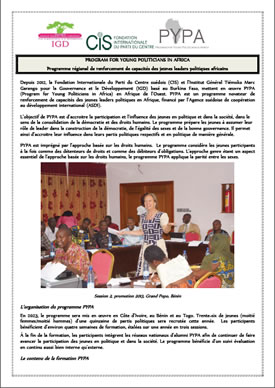 IGD
CIS FONDATION
INTERNATIONALE
DU PARTI DU CENTRE
PYPA
PROGRAM FOR YOUNG POLITICIANS IN AFRICA
Programme régional de renforcement de capacités des jeunes leaders politiques africains
Depuis 2012, la Fondation Internationale du Parti du Centre suédois (CIS) et l'Institut Général Tiémoko Marc
Garango pour la Gouvernance et le Développement (IGD) basé au Burkina Faso, mettent en œuvre PYPA
(Program for Young Politicians in Africa) en Afrique de l'Ouest. PYPA est un programme novateur de
renforcement de capacités des jeunes leaders politiques en Afrique, financé par l'Agence suédoise de coopération
au développement international (ASDI).
L'objectif de PYPA est d'accroître la participation et l'influence des jeunes en politique et dans la société, dans le
sens de la consolidation de la démocratie et des droits humains. Le programme prépare les jeunes à assumer leur
rôle de leader dans la construction de la démocratie, de l'égalité des sexes et de la bonne gouvernance. Il permet
ainsi d'accroître leur influence dans leurs partis politiques respectifs et en politique de manière générale.
PYPA est imprégné par l'approche basée sur les droits humains. Le programme considère les jeunes participants
à la fois comme des détenteurs de droits et comme des débiteurs d'obligations. L'approche genre étant un aspect
essentiel de l'approche basée sur les droits humains, le programme applique la parité entre les sexes.
Session 2, promotion 2012, Grand Popo, Bénin
L'organisation du programme PYPA
En 2013, le programme sera mis en œuvre en Côte d'Ivoire, au Bénin et au Togo. Trente-six de jeunes (moitié
femmes/moitié hommes) d'une quinzaine de partis politiques sera recrutée cette année. Les participants
bénéficient d'environ quatre semaines de formation, étalées sur une année en trois sessions.
À la fin de la formation, les participants intègrent les réseaux nationaux d'alumni PYPA afin de continuer de faire
avancer la participation des jeunes en politique et dans la société. Le programme bénéficie d'un suivi évaluation
en continu aussi bien interne qu'externe.
Le contenu de la formation PYPA